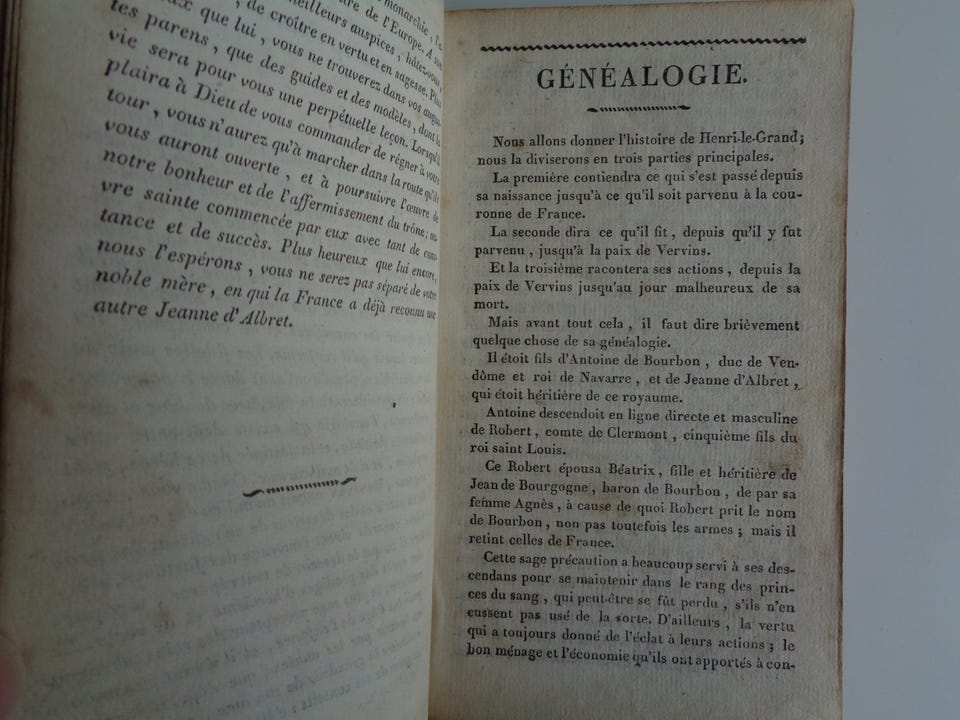 monarchie, l'a-
ure de l'Europe. A son
meilleurs auspices, hâtez-vous,
, de croître en vertu et en sagesse. Plus
ux que lui, vous ne trouverez dans vos augus-
tes parens, que des guides et des modèles, dont la
vie sera pour vous une perpétuelle leçon. Lorsqu'il
plaira à Dieu de vous commander de régner à votre
tour, vous n'aurez qu'à marcher dans la route qu'ils
vous auront ouverte, et à poursuivre l'œuvre de
notre bonheur et de l'affermissement du trône; œu-
vre sainte commencée par eux avec tant de cons-
tance et de succès. Plus heureux que lui encore,
nous l'espérons, vous ne serez pas séparé de votre
noble mère, en qui la France a déjà reconnu une
autre Jeanne d'Albret.
GÉNÉALOGIE.
Nous allons donner l'histoire de Henri-le-Grand;
nous la diviserons en trois parties principales.
La première contiendra ce qui s'est passé depuis
sa naissance jusqu'à ce qu'il soit parvenu à la cou-
ronne de France.
La seconde dira ce qu'il fit, depuis qu'il y fut
parvenu, jusqu'à la paix de Vervins.
Et la troisième racontera ses actions, depuis la
paix de Vervins jusqu'au jour malheureux de sa
mort.
Mais avant tout cela, il faut dire brièvement
quelque chose de sa généalogie.
Il étoit fils d'Antoine de Bourbon, duc de Ven-
dôme et roi de Navarre, et de Jeanne d'Albret,
qui étoit héritière de ce royaume.
Antoine descendoit en ligne directe et masculine
de Robert, comte de Clermont, cinquième fils du
roi saint Louis.
Ce Robert épousa Béatrix, fille et héritière de
Jean de Bourgogne, baron de Bourbon, de par sa
femme Agnès, à cause de quoi Robert prit le nom
de Bourbon, non pas toutefois les armes; mais il
retint celles de France.
Cette sage précaution a beaucoup servi à ses des-
cendans pour se maintenir dans le rang des prin-
ces du sang, qui peut-être se fût perdu, s'ils n'en
eussent pas usé de la sorte. D'ailleurs, la vertu
qui a toujours donné de l'éclat à leurs actions; le
bon ménage et l'économie qu'ils ont apportés à con-